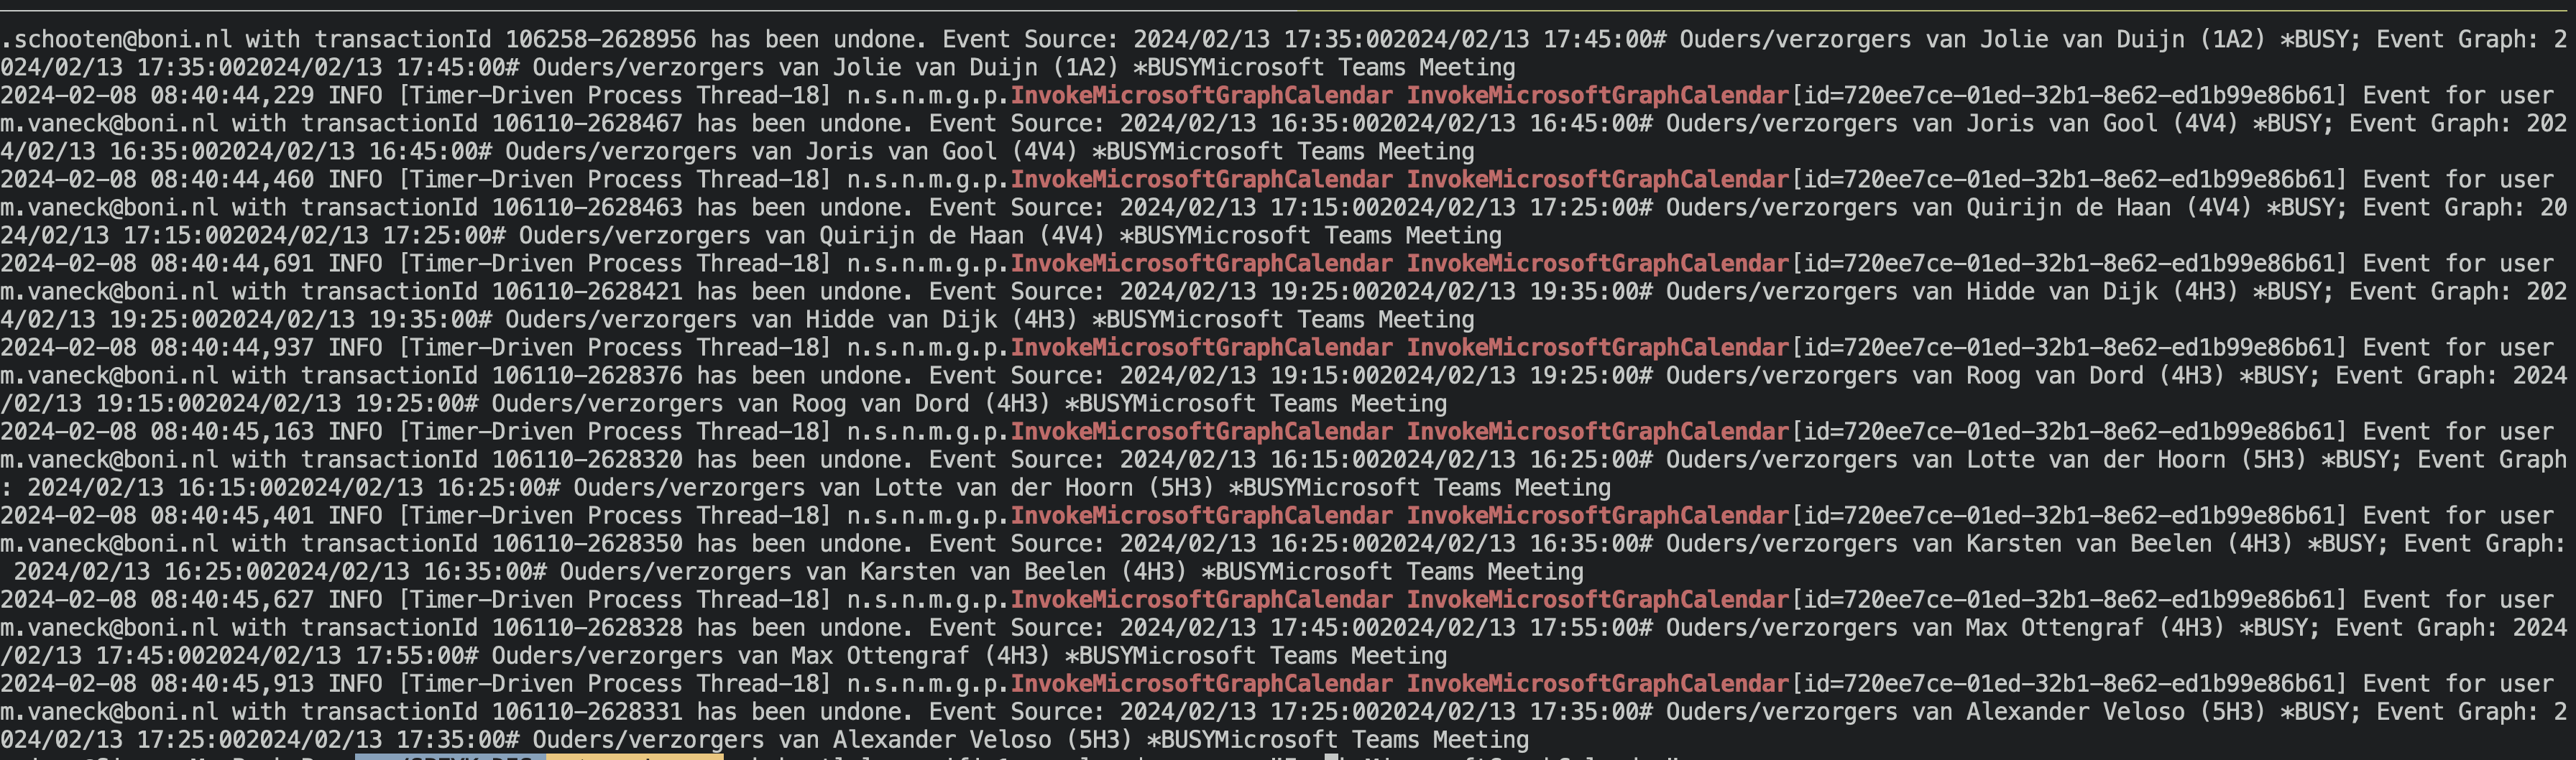 .schooten@boni.nl with transactionId 106258-2628956 has been undone. Event Source: 2024/02/13 17:35:002024/02/13 17:45:00# Ouders/verzorgers van Jolie van Duijn (1A2) *BUSY; Event Graph: 2
024/02/13 17:35:002024/02/13 17:45:00# Ouders/verzorgers van Jolie van Duijn (1A2) *BUSYMicrosoft Teams Meeting
2024-02-08 08:40:44,229 INFO [Timer-Driven Process Thread-18] n.s.n.m.g.p.InvokeMicrosoftGraphCalendar InvokeMicrosoftGraphCalendar[id=720ee7ce-01ed-32b1-8e62-ed1b99e86b61] Event for user
m.vaneck@boni.nl with transactionId 106110-2628467 has been undone. Event Source: 2024/02/13 16:35:002024/02/13 16:45:00# Ouders/verzorgers van Joris van Gool (4V4) *BUSY; Event Graph: 202
4/02/13 16:35:002024/02/13 16:45:00# Ouders/verzorgers van Joris van Gool (4V4) *BUSYMicrosoft Teams Meeting
2024-02-08 08:40:44,460 INFO [Timer-Driven Process Thread-18] n.s.n.m.g.p.InvokeMicrosoftGraphCalendar InvokeMicrosoftGraphCalendar[id=720ee7ce-01ed-32b1-8e62-ed1b99e86b61] Event for user
m.vaneck@boni.nl with transactionId 106110-2628463 has been undone. Event Source: 2024/02/13 17:15:002024/02/13 17:25:00# Ouders/verzorgers van Quirijn de Haan (4V4) *BUSY; Event Graph: 20
24/02/13 17:15:002024/02/13 17:25:00# Ouders/verzorgers van Quirijn de Haan (4V4) *BUSYMicrosoft Teams Meeting
2024-02-08 08:40:44,691 INFO [Timer-Driven Process Thread-18] n.s.n.m.g.p.InvokeMicrosoftGraphCalendar InvokeMicrosoftGraphCalendar[id=720ee7ce-01ed-32b1-8e62-ed1b99e86b61] Event for user
m.vaneck@boni.nl with transactionId 106110-2628421 has been undone. Event Source: 2024/02/13 19:25:002024/02/13 19:35:00# Ouders/verzorgers van Hidde van Dijk (4H3) *BUSY; Event Graph: 202
4/02/13 19:25:002024/02/13 19:35:00# Ouders/verzorgers van Hidde van Dijk (4H3) *BUSYMicrosoft Teams Meeting
2024-02-08 08:40:44,937 INFO [Timer-Driven Process Thread-18] n.s.n.m.g.p.InvokeMicrosoftGraphCalendar InvokeMicrosoftGraphCalendar[id=720ee7ce-01ed-32b1-8e62-ed1b99e86b61] Event for user
m.vaneck@boni.nl with transactionId 106110-2628376 has been undone. Event Source: 2024/02/13 19:15:002024/02/13 19:25:00# Ouders/verzorgers van Roog van Dord (4H3) *BUSY; Event Graph: 2024
/02/13 19:15:002024/02/13 19:25:00# Ouders/verzorgers van Roog van Dord (4H3) *BUSYMicrosoft Teams Meeting
2024-02-08 08:40:45,163 INFO [Timer-Driven Process Thread-18] n.s.n.m.g.p.InvokeMicrosoftGraphCalendar InvokeMicrosoftGraphCalendar[id=720ee7ce-01ed-32b1-8e62-ed1b99e86b61] Event for user
m.vaneck@boni.nl with transactionId 106110-2628320 has been undone. Event Source: 2024/02/13 16:15:002024/02/13 16:25:00# Ouders/verzorgers van Lotte van der Hoorn (5H3) *BUSY; Event Graph
: 2024/02/13 16:15:002024/02/13 16:25:00# Ouders/verzorgers van Lotte van der Hoorn (5H3) *BUSYMicrosoft Teams Meeting
2024-02-08 08:40:45,401 INFO [Timer-Driven Process Thread-18] n.s.n.m.g.p.InvokeMicrosoftGraphCalendar InvokeMicrosoftGraphCalendar[id=720ee7ce-01ed-32b1-8e62-ed1b99e86b61] Event for user
m.vaneck@boni.nl with transactionId 106110-2628350 has been undone. Event Source: 2024/02/13 16:25:002024/02/13 16:35:00# Ouders/verzorgers van Karsten van Beelen (4H3) *BUSY; Event Graph:
2024/02/13 16:25:002024/02/13 16:35:00# Ouders/verzorgers van Karsten van Beelen (4H3) *BUSYMicrosoft Teams Meeting
2024-02-08 08:40:45,627 INFO [Timer-Driven Process Thread-18] n.s.n.m.g.p.InvokeMicrosoftGraphCalendar InvokeMicrosoftGraphCalendar[id=720ee7ce-01ed-32b1-8e62-ed1b99e86b61] Event for user
m.vaneck@boni.nl with transactionId 106110-2628328 has been undone. Event Source: 2024/02/13 17:45:002024/02/13 17:55:00# Ouders/verzorgers van Max Ottengraf (4H3) *BUSY; Event Graph: 2024
/02/13 17:45:002024/02/13 17:55:00# Ouders/verzorgers van Max Ottengraf (4H3) *BUSYMicrosoft Teams Meeting
2024-02-08 08:40:45,913 INFO [Timer-Driven Process Thread-18] n.s.n.m.g.p.InvokeMicrosoftGraphCalendar InvokeMicrosoftGraphCalendar[id=720ee7ce-01ed-32b1-8e62-ed1b99e86b61] Event for user
m.vaneck@boni.nl with transactionId 106110-2628331 has been undone. Event Source: 2024/02/13 17:25:002024/02/13 17:35:00# Ouders/verzorgers van Alexander Veloso (5H3) *BUSY; Event Graph: 2
024/02/13 17:25:002024/02/13 17:35:00# Ouders/verzorgers van Alexander Veloso (5H3) *BUSYMicrosoft Teams Meeting